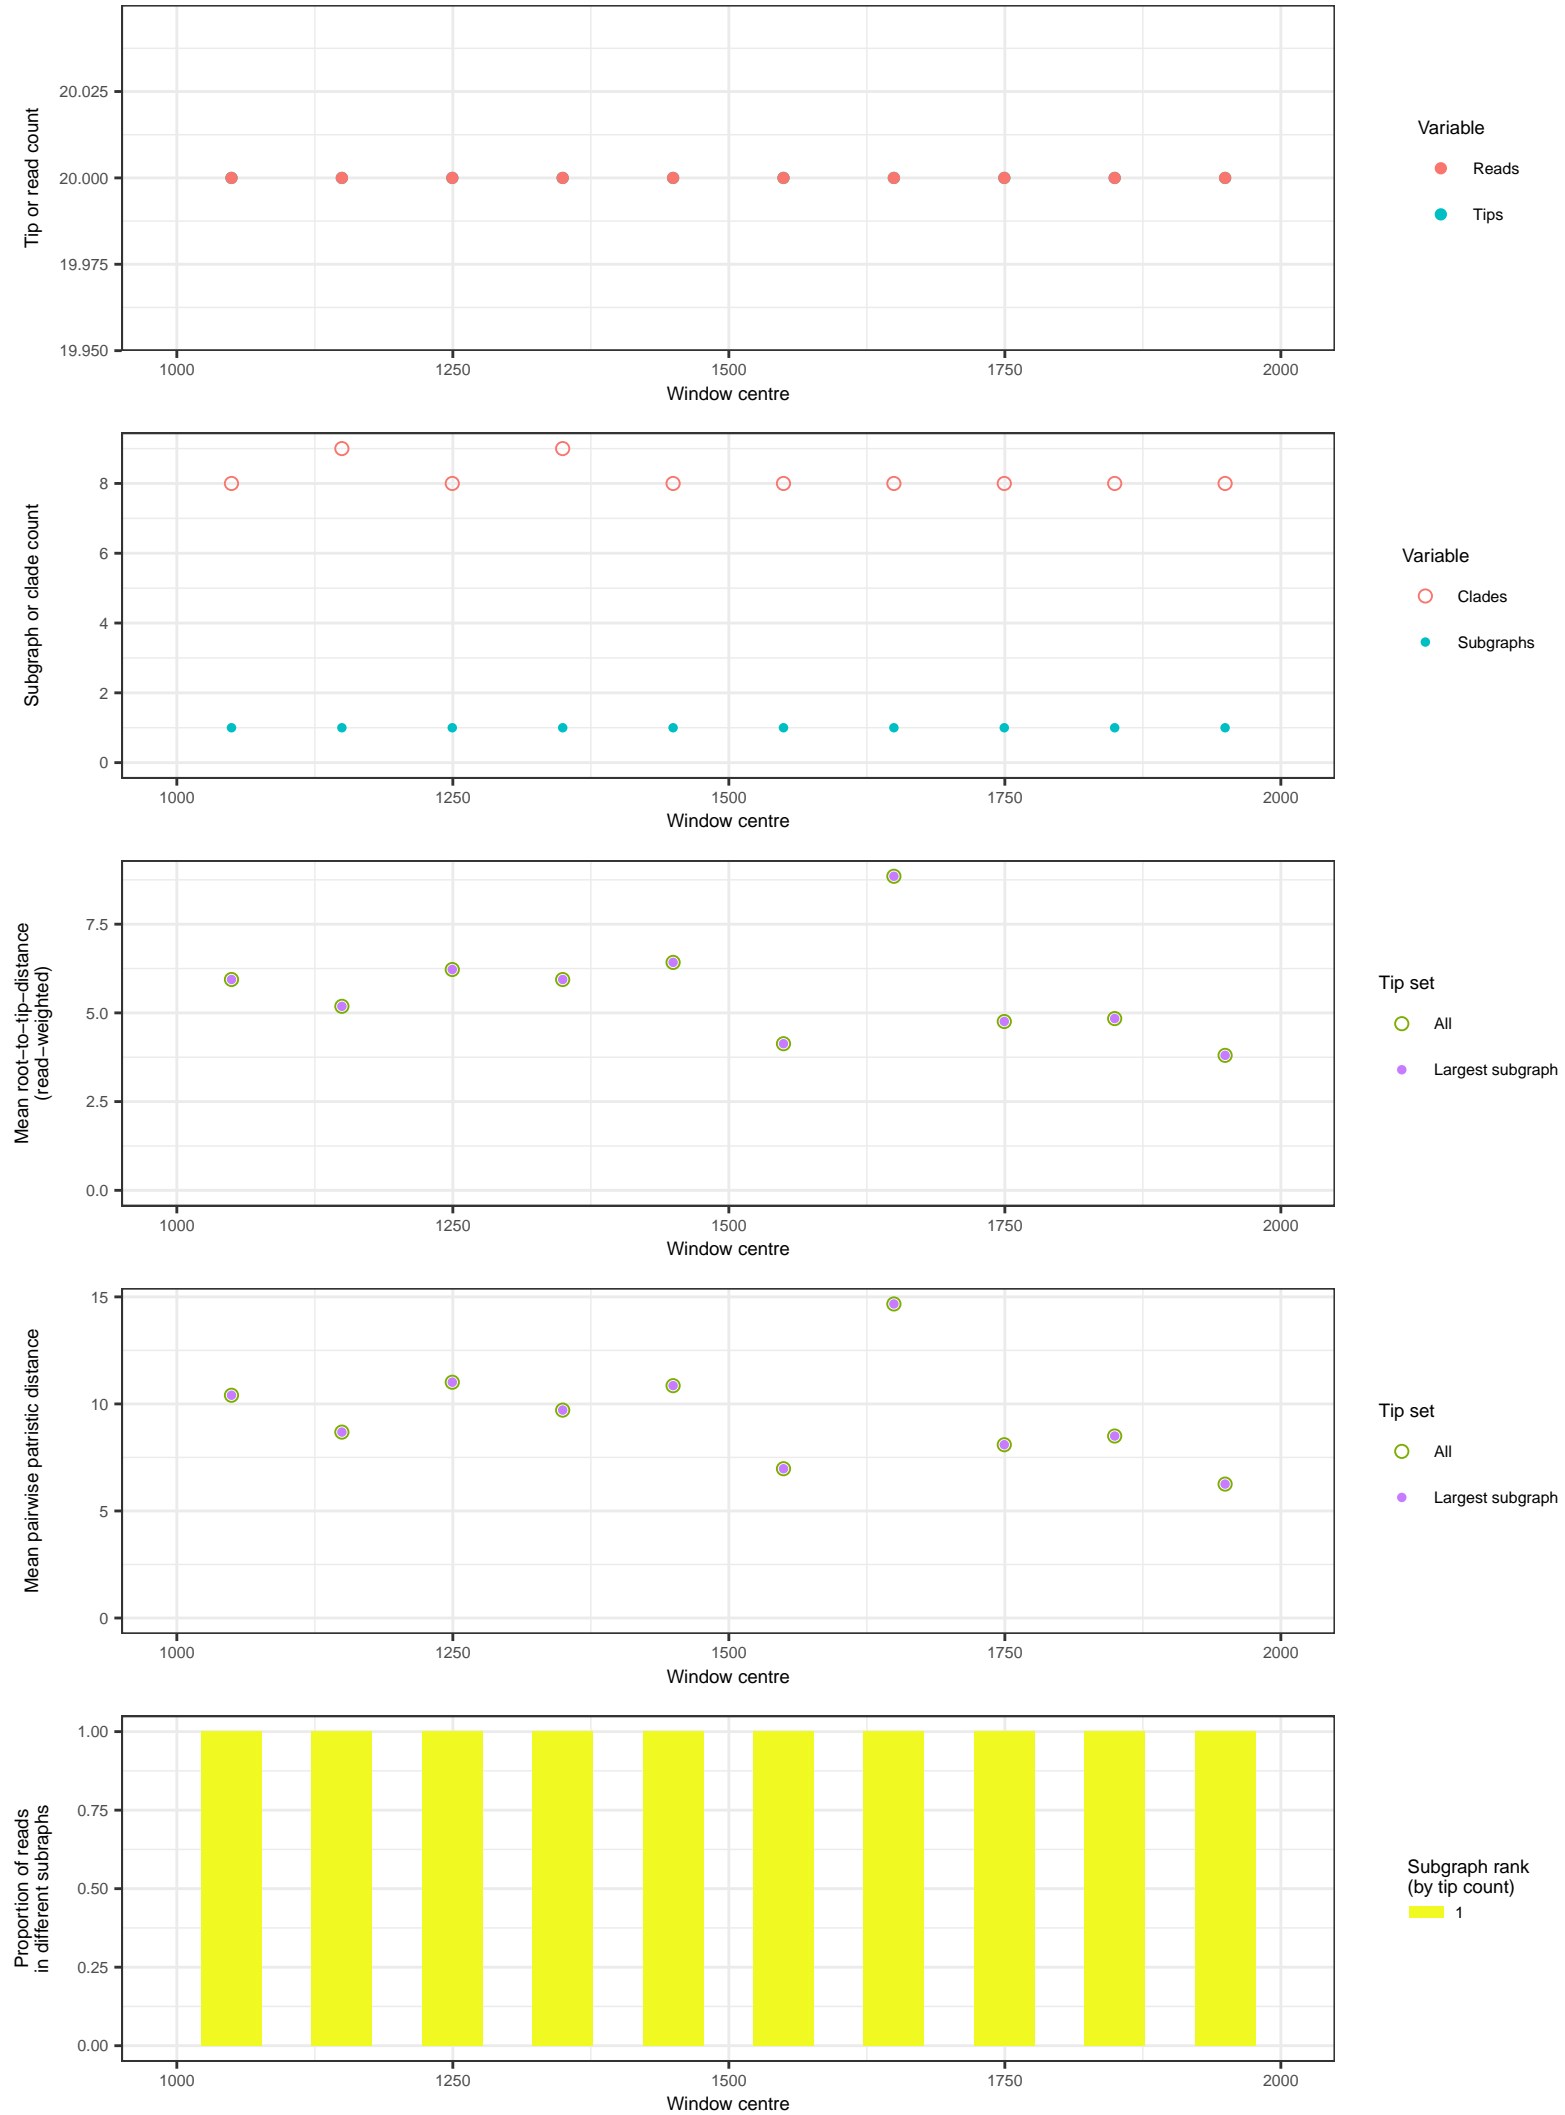 Tip or read count
20.025
20.000
19.975
19.950
1000 1250 1500 1750 2000
Window centre
Variable
Reads
Tips
Subgraph or clade count
8
6
4
2
0
1000 1250 1500 1750 2000
Window centre
Variable
Clades
Subgraphs
Mean root−to−tip−distance
(read−weighted)
7.5
5.0
2.5
0.0
1000 1250 1500 1750 2000
Window centre
Tip set
All
Largest subgraph
Mean pairwise patristic distance
15
10
5
0
1000 1250 1500 1750 2000
Window centre
Tip set
All
Largest subgraph
Proportion of reads
in different subraphs
1.00
0.75
0.50
0.25
0.00
1000 1250 1500 1750 2000
Window centre
Subgraph rank
(by tip count)
1